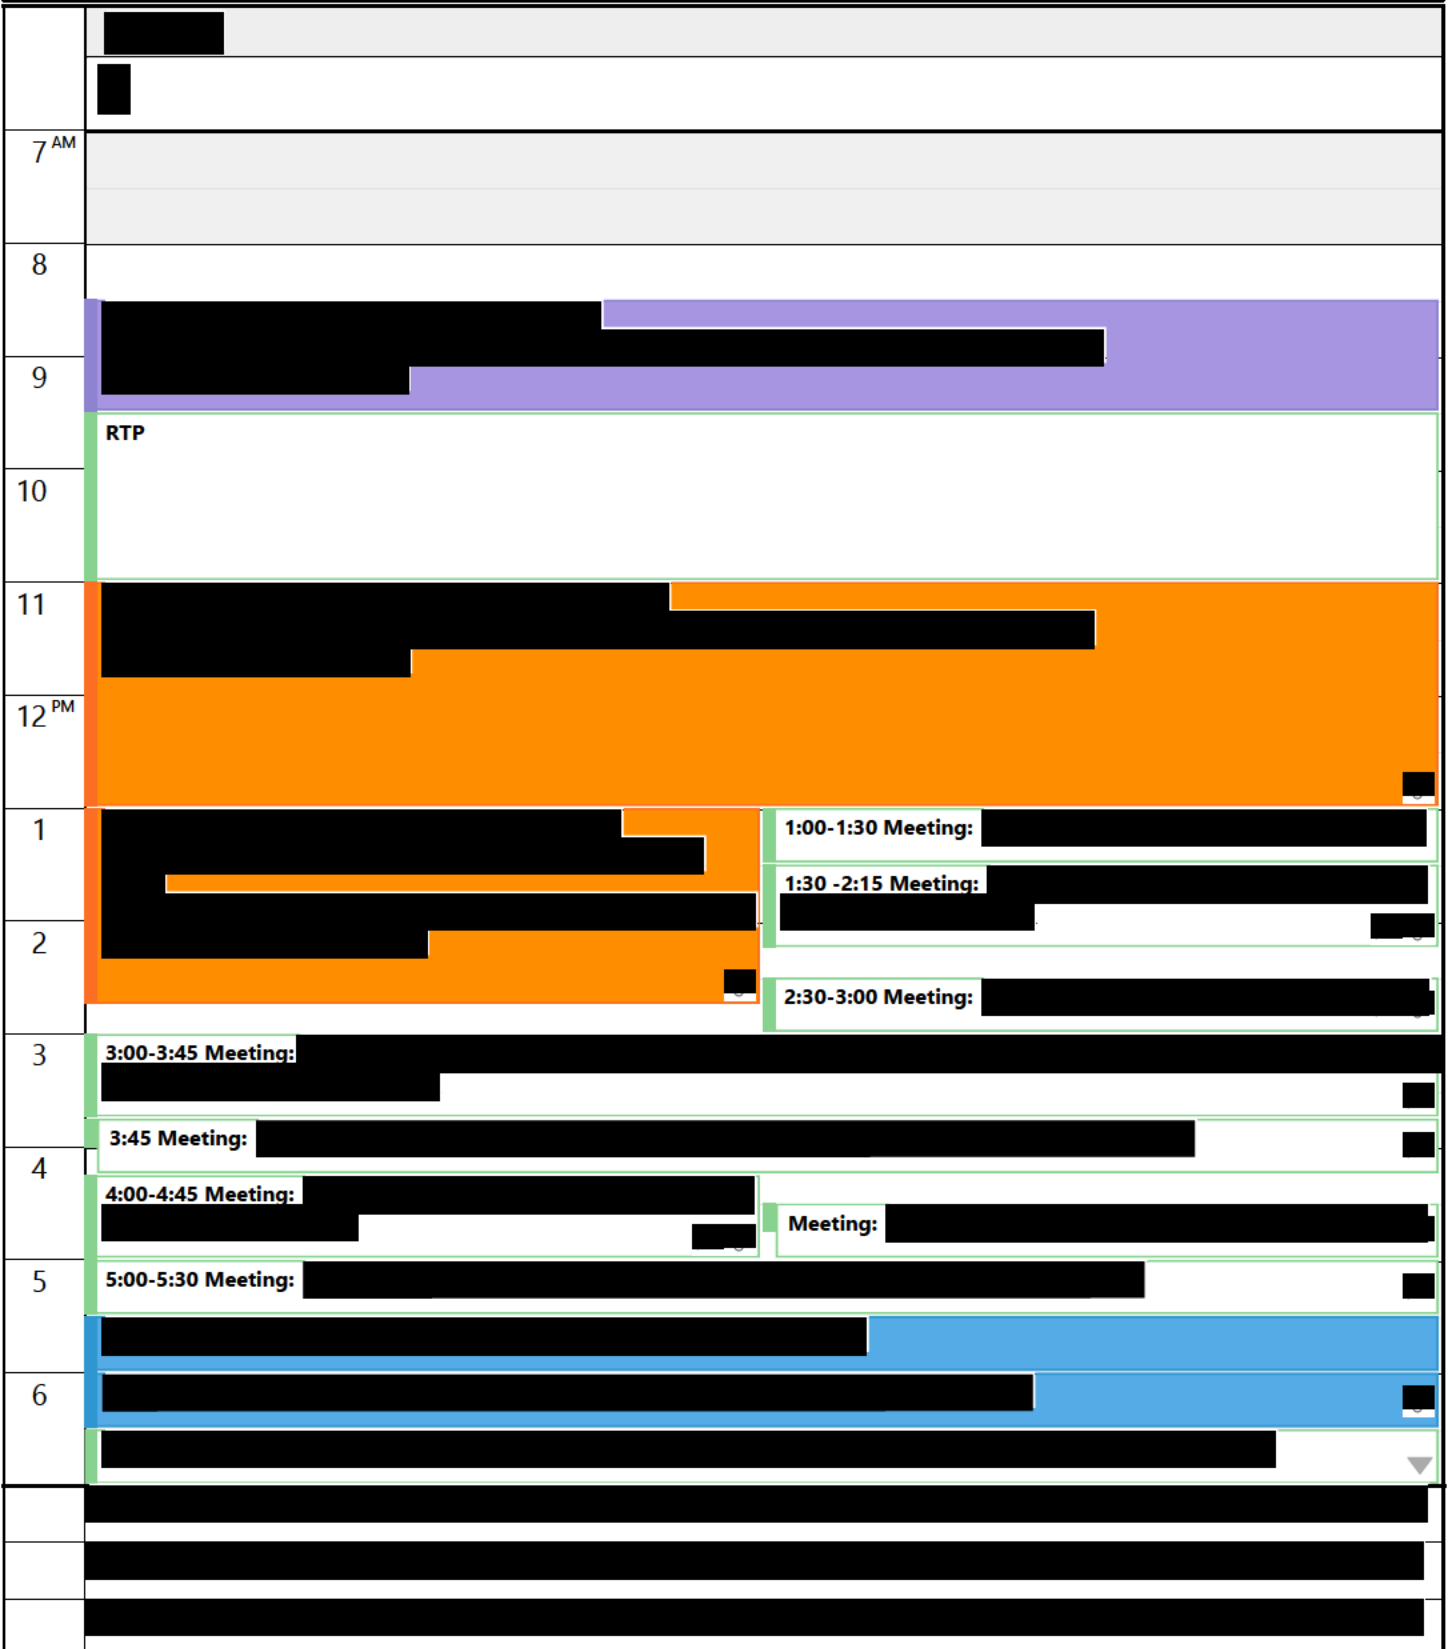 7 AM
8
9
RTP
10
11
12 PM
1
1:00-1:30 Meeting:
1:30 -2:15 Meeting:
2
2:30-3:00 Meeting:
3
3:00-3:45 Meeting:
3:45 Meeting:
4
4:00-4:45 Meeting:
Meeting:
5
5:00-5:30 Meeting:
6